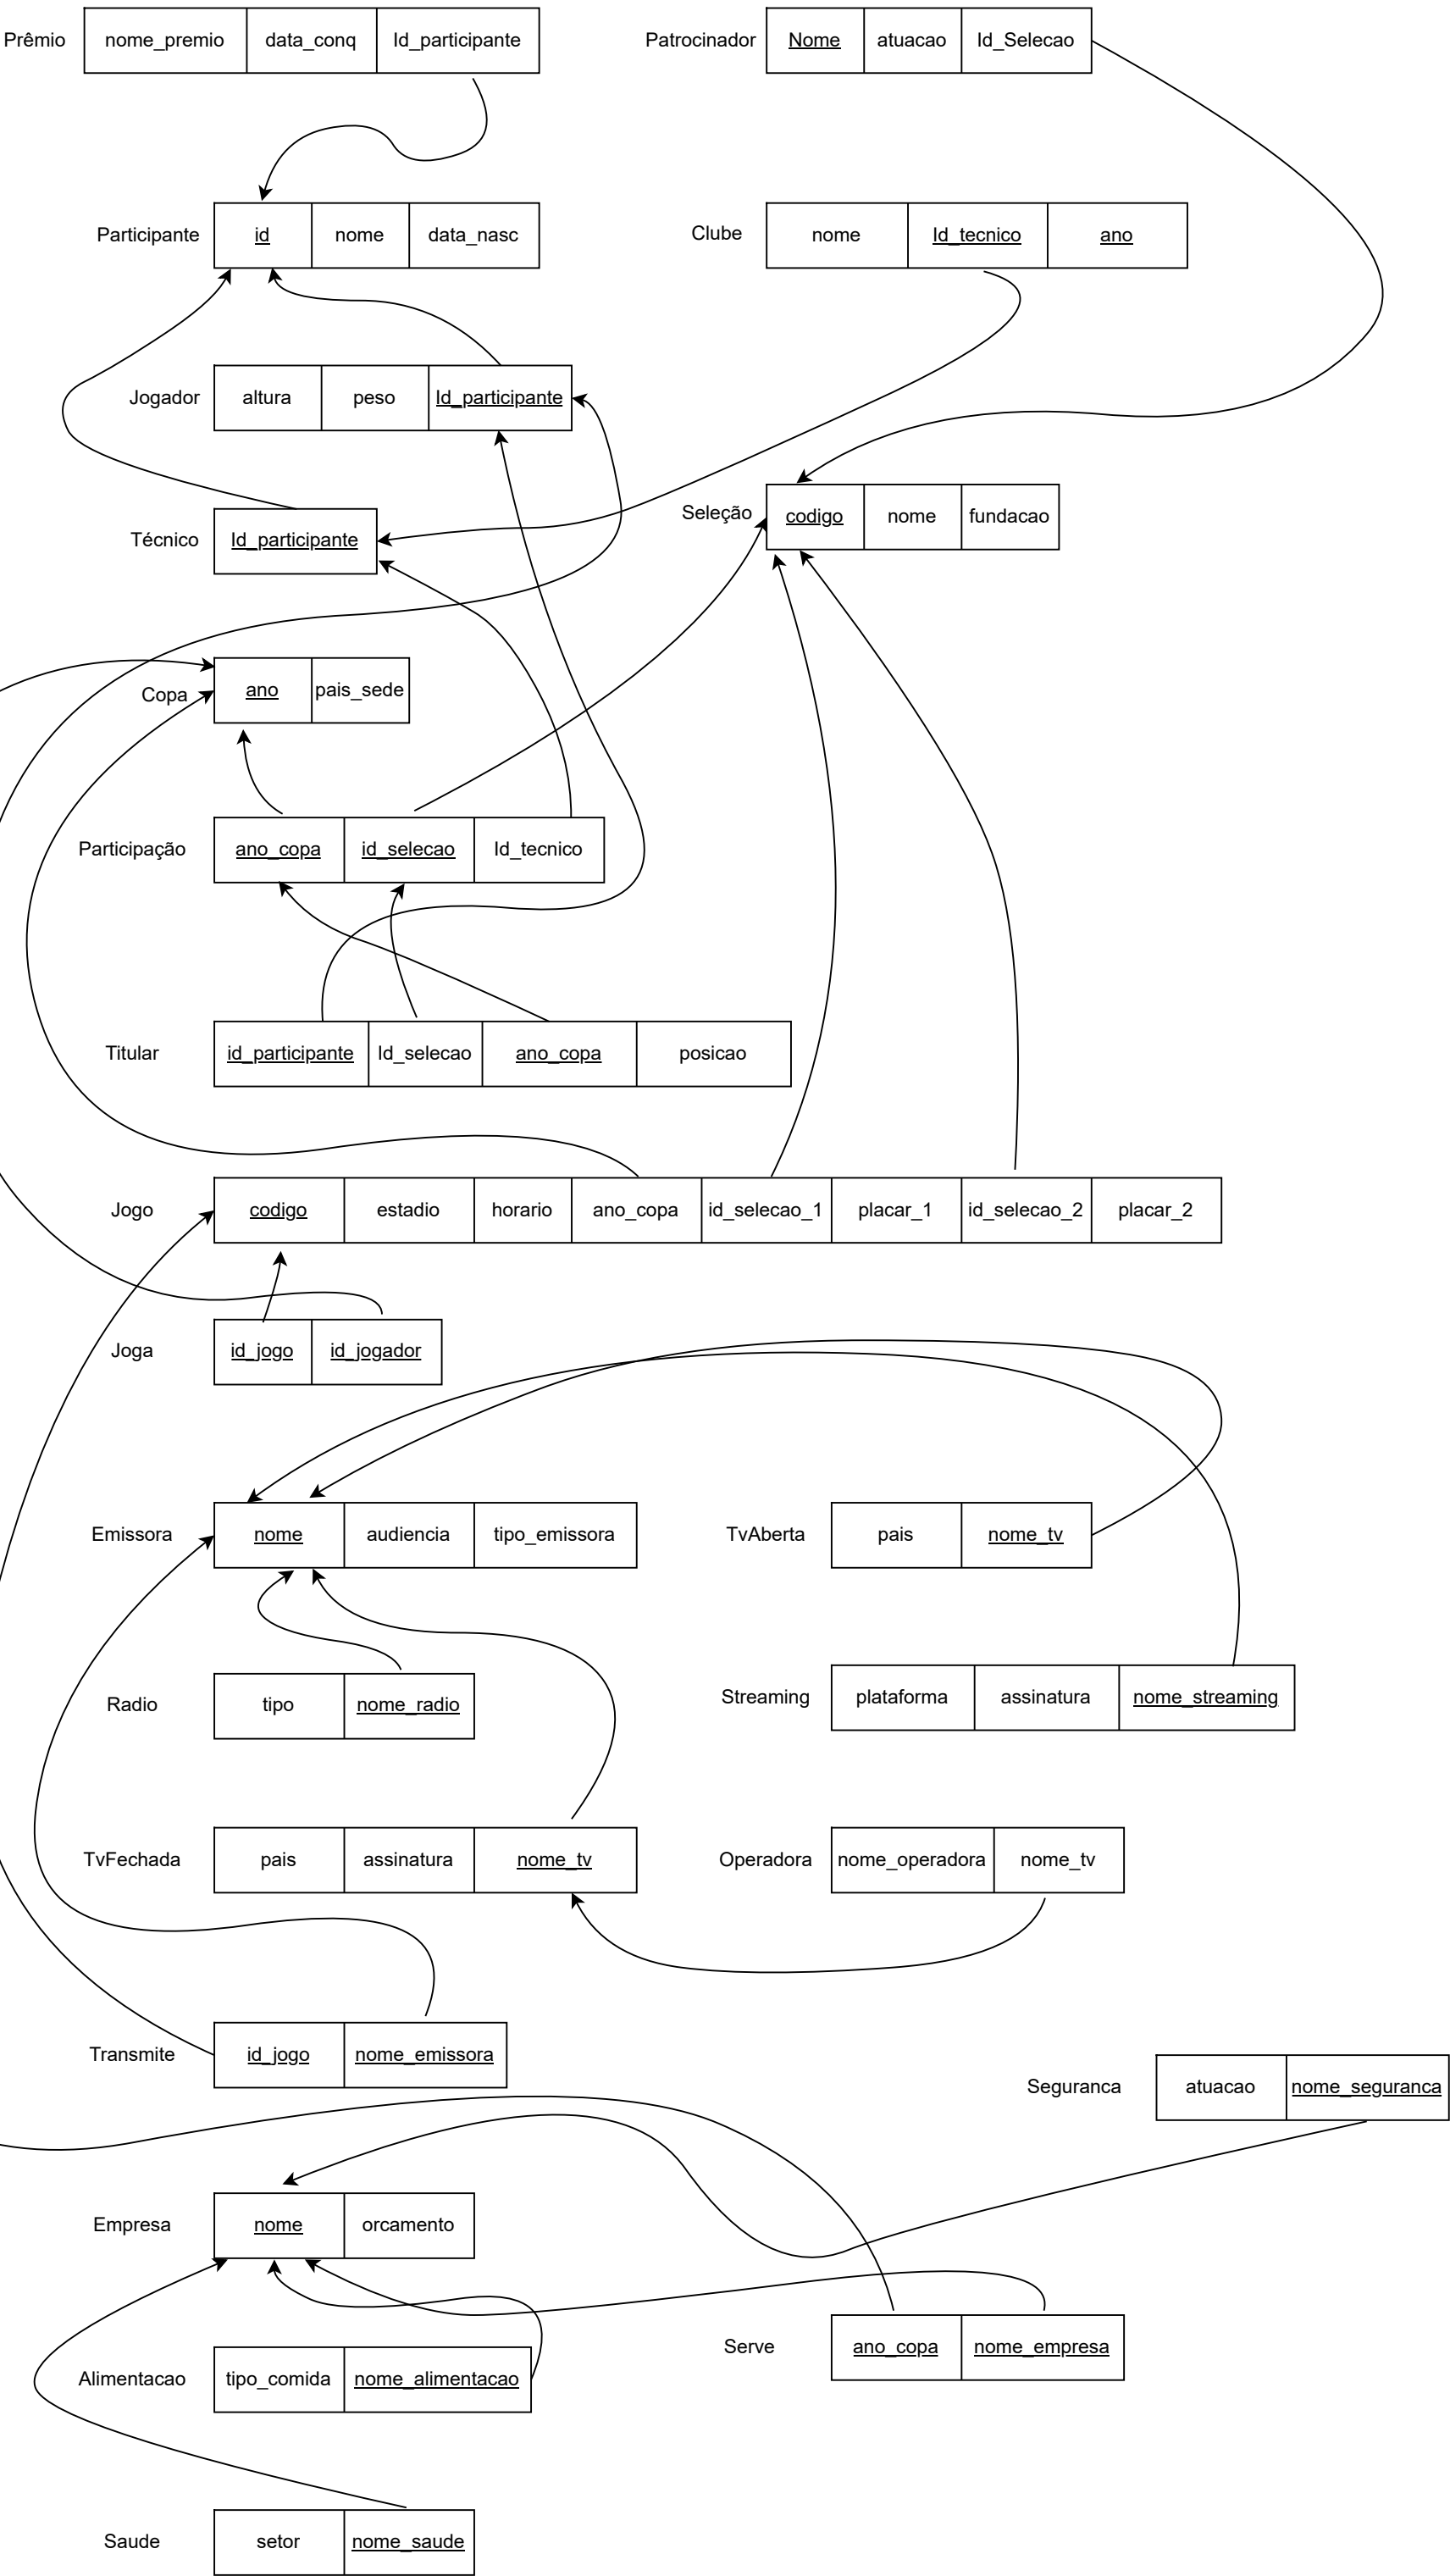 Prêmio nome_premio data_conq Id_participante
Patrocinador Nome atuacao Id_Selecao
Participante id nome data_nasc
Clube nome Id_tecnico ano
Jogador altura peso Id_participante
Seleção codigo nome fundacao
Técnico Id_participante
Copa ano pais_sede
Participação ano_copa id_selecao Id_tecnico
Titular id_participante Id_selecao ano_copa posicao
Jogo codigo estadio horario ano_copa id_selecao_1 placar_1 id_selecao_2 placar_2
Joga id_jogo id_jogador
Emissora nome audiencia tipo_emissora
TvAberta pais nome_tv
Radio tipo nome_radio
Streaming plataforma assinatura nome_streaming
TvFechada pais assinatura nome_tv
Operadora nome_operadora nome_tv
Transmite id_jogo nome_emissora
Seguranca atuacao nome_seguranca
Empresa nome orcamento
Serve ano_copa nome_empresa
Alimentacao tipo_comida nome_alimentacao
Saude setor nome_saude